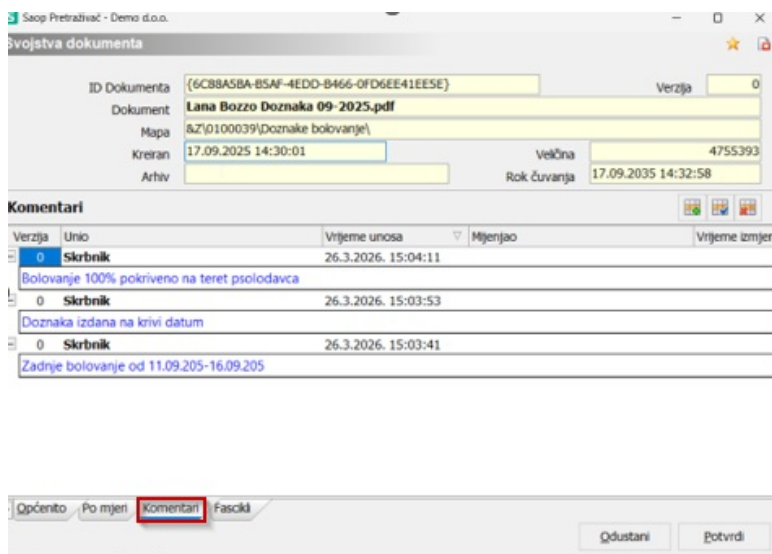 Saop Pretraživač - Demo d.o.o.
Svojstva dokumenta
ID Dokumenta {6C88A5BA-B5AF-4EDD-B466-0FD6EE41EE5E} Verzija 0
Dokument Lana Bozzo Doznaka 09-2025.pdf
Mapa &Z\0100039\Doznake bolovanje\
Kreiran 17.09.2025 14:30:01 Veličina 4755393
Arhiv Rok čuvanja 17.09.2035 14:32:58
Komentari
Verzija Unio Vrijeme unosa Mijenjao Vrijeme izmjer
0 Skrbnik 26.3.2026. 15:04:11
Bolovanje 100% pokriveno na teret psolodavca
0 Skrbnik 26.3.2026. 15:03:53
Doznaka izdana na krivi datum
0 Skrbnik 26.3.2026. 15:03:41
Zadnje bolovanje od 11.09.205-16.09.205
Općenito Po mjeri Komentari Fascikli
Odustani Potvrdi